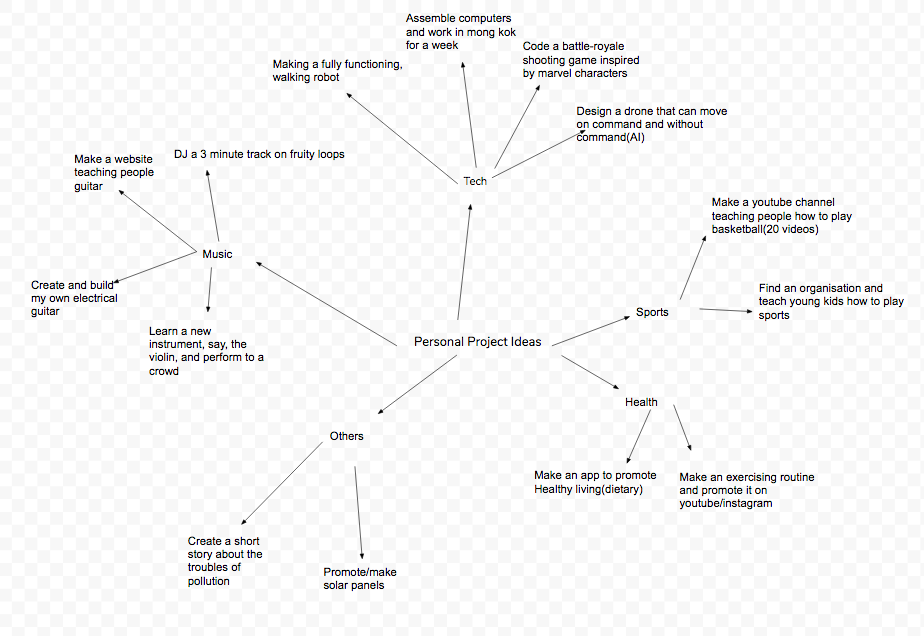 Assemble computers
and work in mong kok
for a week
Code a battle-royale
shooting game inspired
by marvel characters
Making a fully functioning,
walking robot
Design a drone that can move
on command and without
command(AI)
Tech
DJ a 3 minute track on fruity loops
Make a website
teaching people
guitar
Music
Create and build
my own electrical
guitar
Learn a new
instrument, say, the
violin, and perform to a
crowd
Make a youtube channel
teaching people how to play
basketball(20 videos)
Find an organisation and
teach young kids how to play
sports
Sports
Personal Project Ideas
Health
Make an app to promote
Healthy living(dietary)
Make an exercising routine
and promote it on
youtube/instagram
Others
Create a short
story about the
troubles of
pollution
Promote/make
solar panels